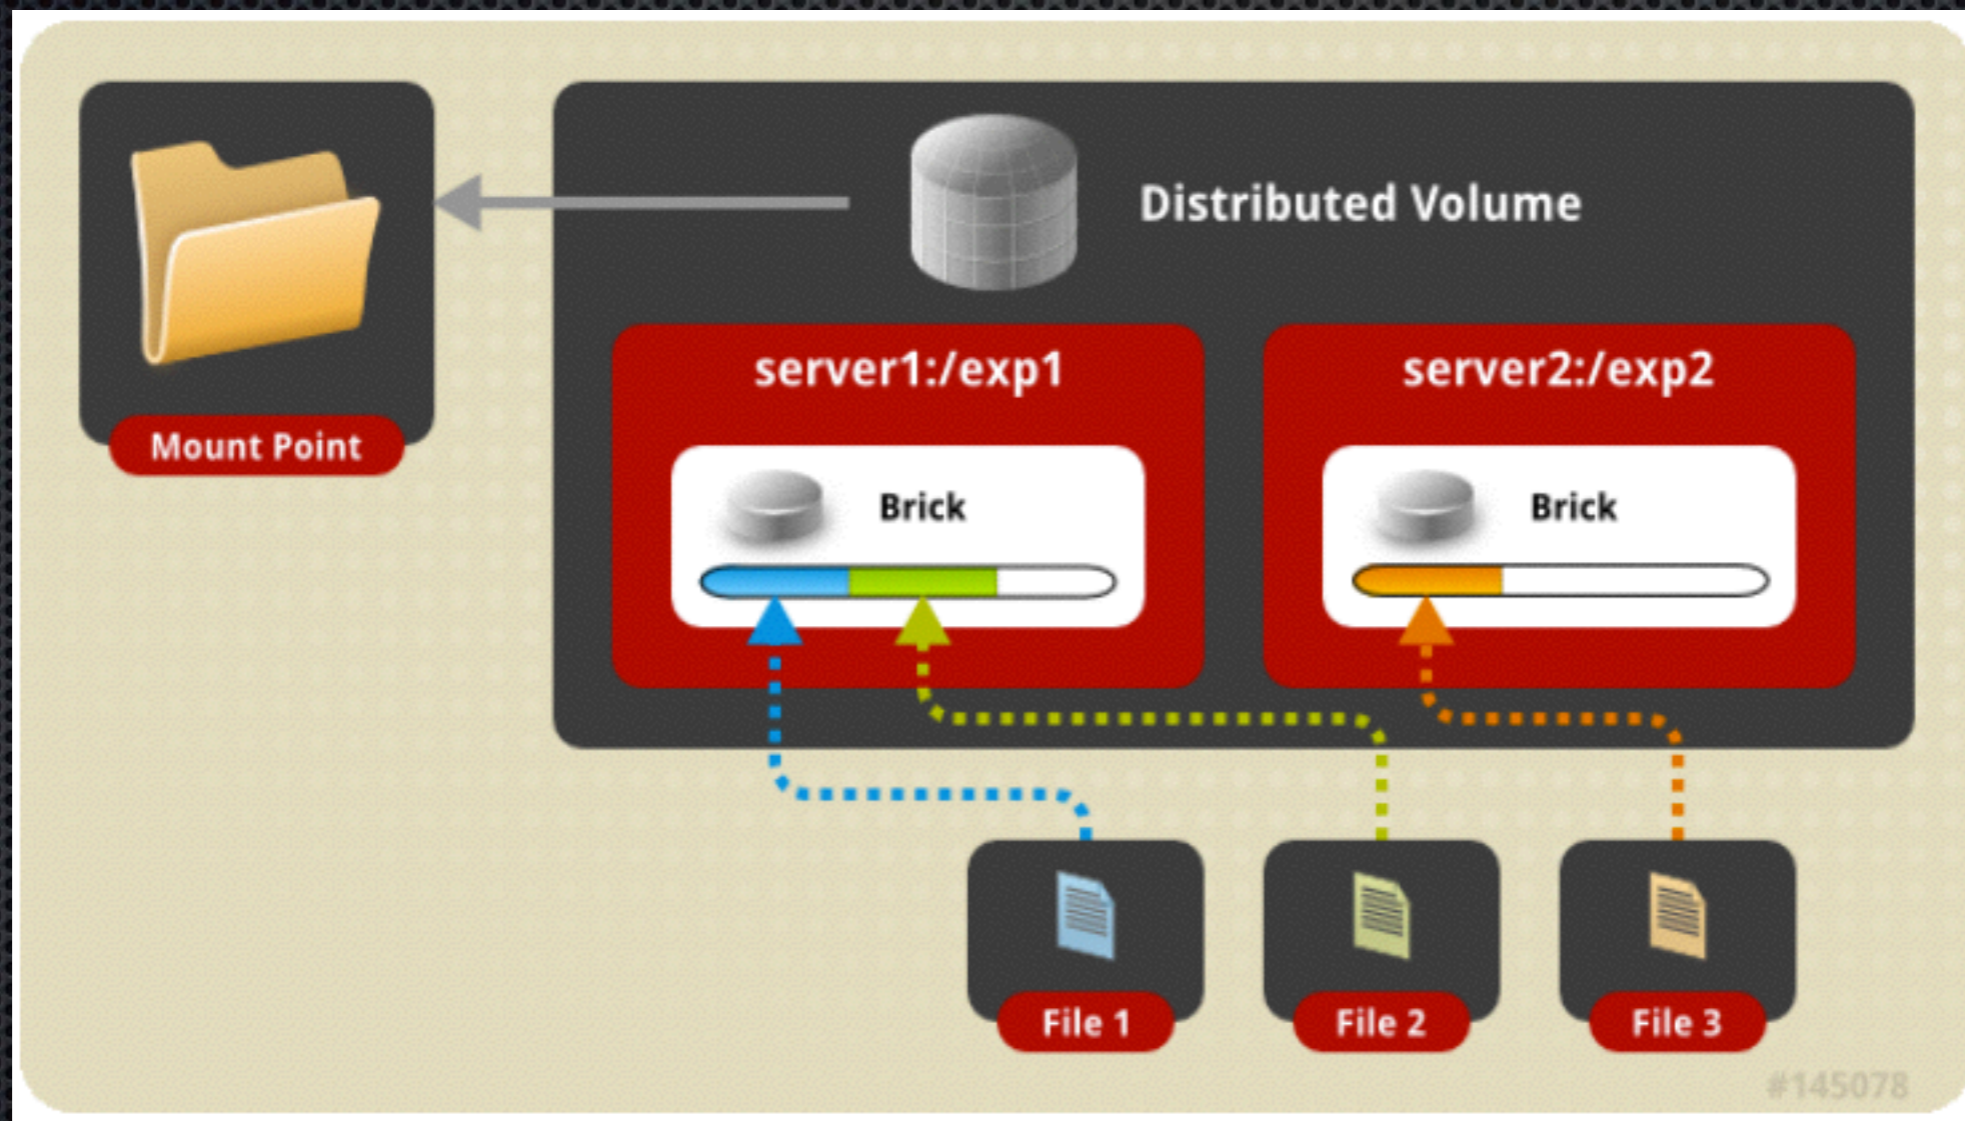 Distributed Volume
Mount Point
server1:/exp1
Brick
server2:/exp2
Brick
File 1
File 2
File 3
#145078